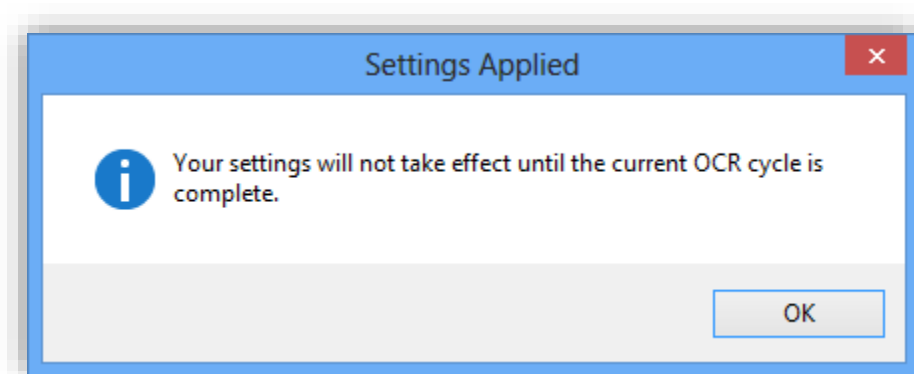 Settings Applied
Your settings will not take effect until the current OCR cycle is
complete.
OK